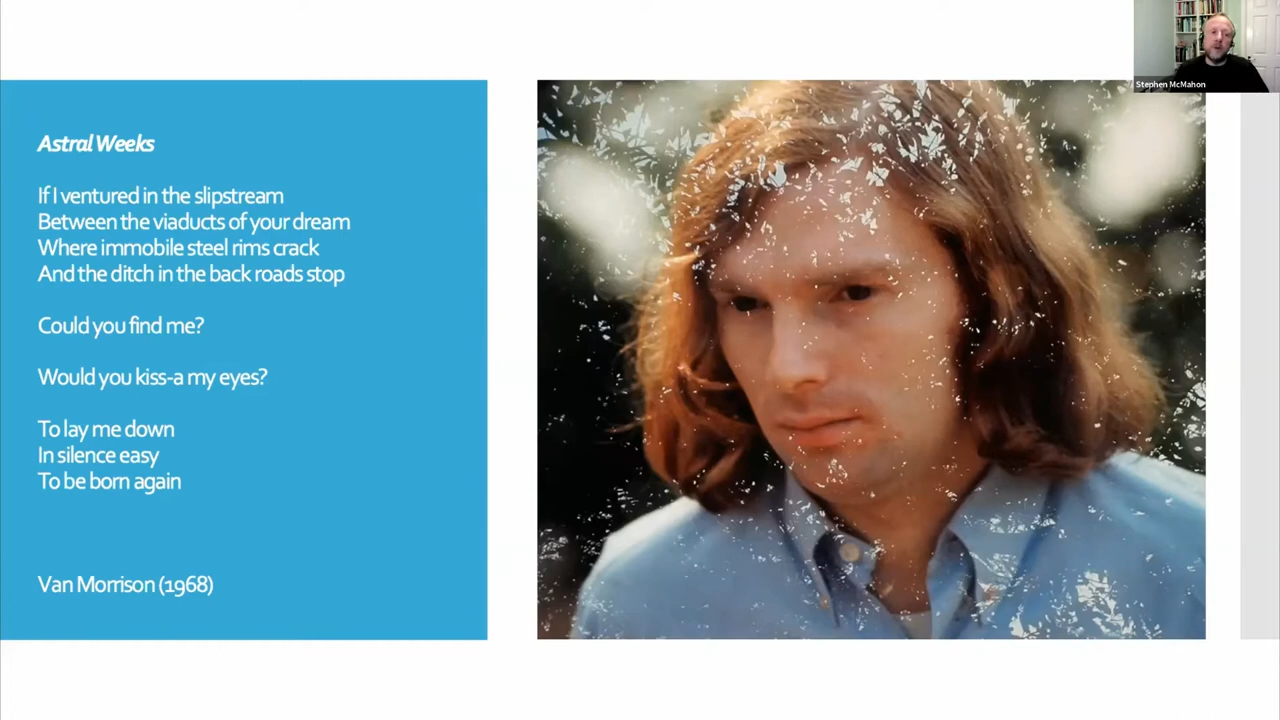 Astral Weeks
If I ventured in the slipstream
Between the viaducts of your dream
Where immobile steel rims crack
And the ditch in the back roads stop
Could you find me?
Would you kiss-a my eyes?
To lay me down
In silence easy
To be born again
Van Morrison (1968)
Stephen McMahon